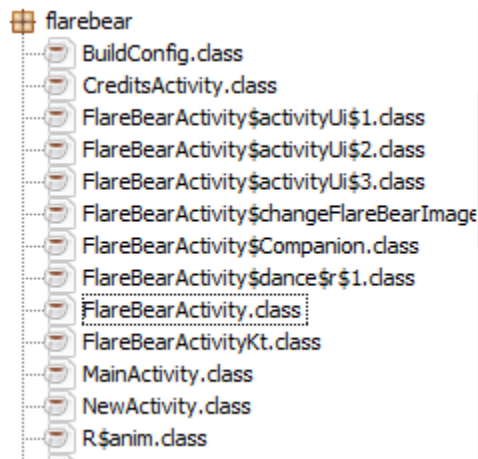 flarebear
BuildConfig.class
CreditsActivity.class
FlareBearActivity$activityUi$1.class
FlareBearActivity$activityUi$2.class
FlareBearActivity$activityUi$3.class
FlareBearActivity$changeFlareBearImage
FlareBearActivity$Companion.class
FlareBearActivity$dance$r$1.class
FlareBearActivity.class
FlareBearActivityKt.class
MainActivity.class
NewActivity.class
R$anim.class